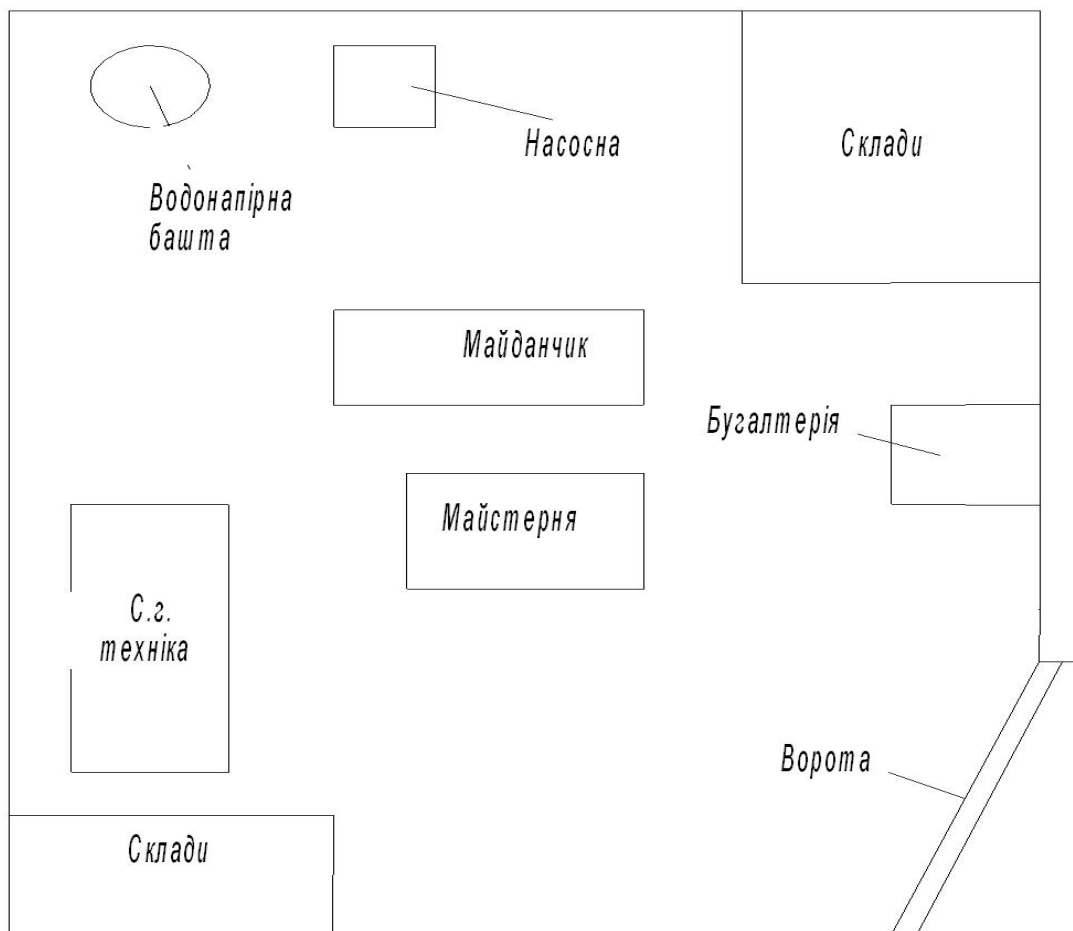 Насосна
Склади
Водонапірна
башта
Майданчик
Бугалтерія
Майстерня
С.г.
техніка
Ворота
Склади